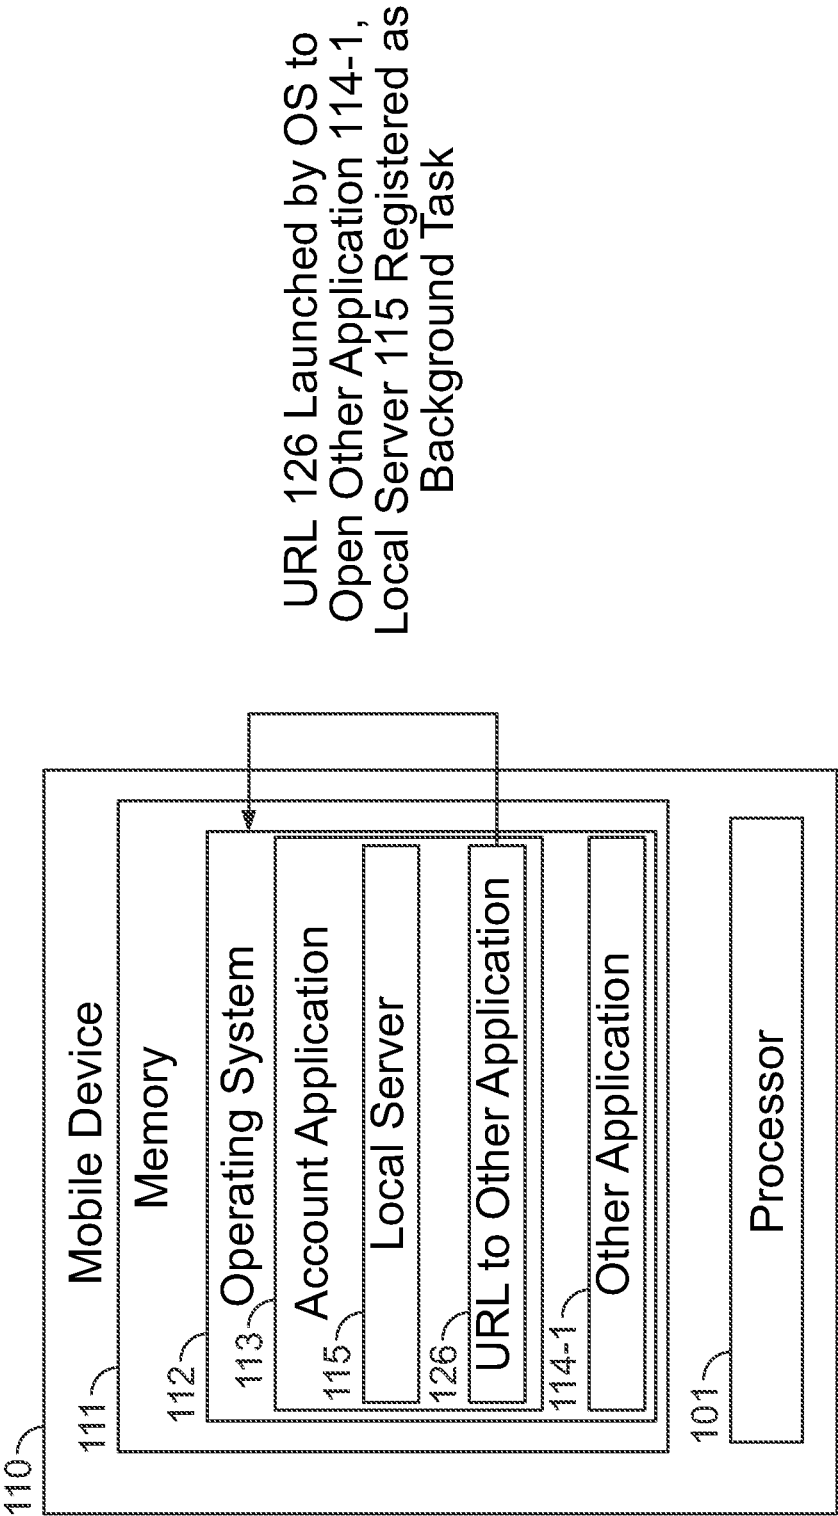 110
Mobile Device
111
Memory
112
Operating System
113
Account Application
115
Local Server
126
URL to Other Application
114-1
Other Application
101
Processor
URL 126 Launched by OS to
Open Other Application 114-1,
Local Server 115 Registered as
Background Task